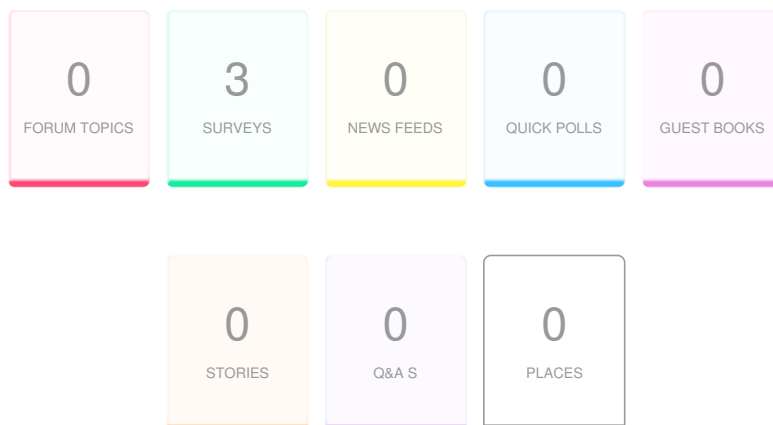 0 3 0 0 0
FORUM TOPICS SURVEYS NEWS FEEDS QUICK POLLS GUEST BOOKS
0 0 0
STORIES Q&A S PLACES